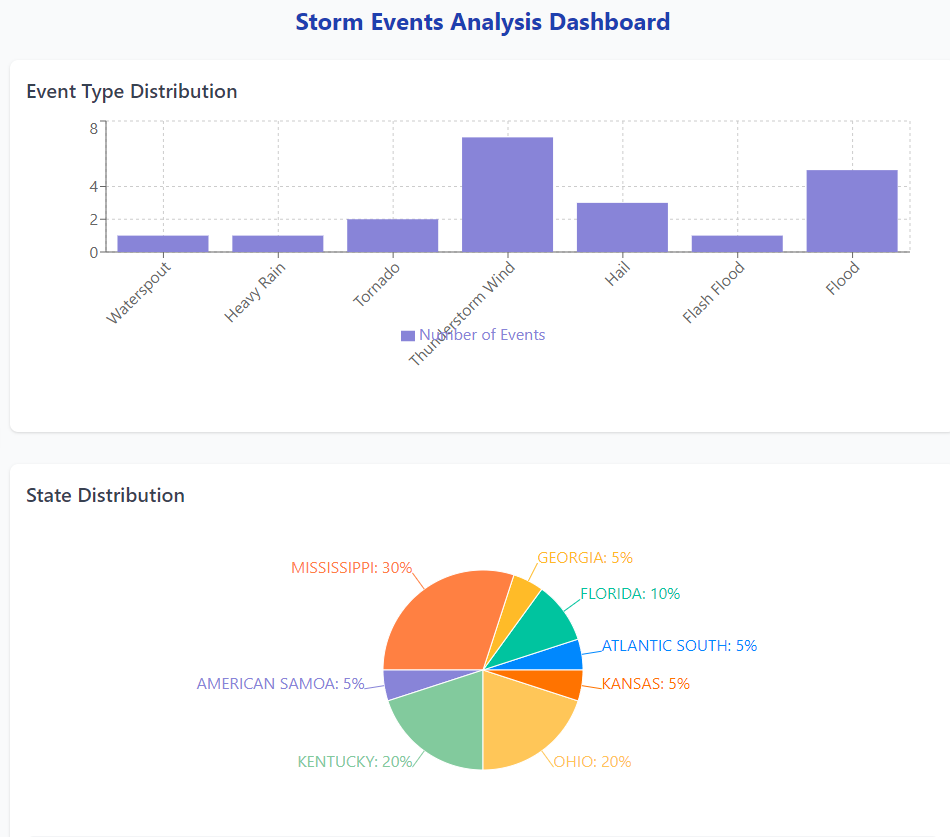 Storm Events Analysis Dashboard
Event Type Distribution
8
4
2
0
Waterspout
Heavy Rain
Tornado
Thunderstorm Wind
Hail
Flash Flood
Flood
Number of Events
State Distribution
GEORGIA: 5%
MISSISSIPPI: 30%
FLORIDA: 10%
ATLANTIC SOUTH: 5%
AMERICAN SAMOA: 5%
KANSAS: 5%
KENTUCKY: 20%
OHIO: 20%